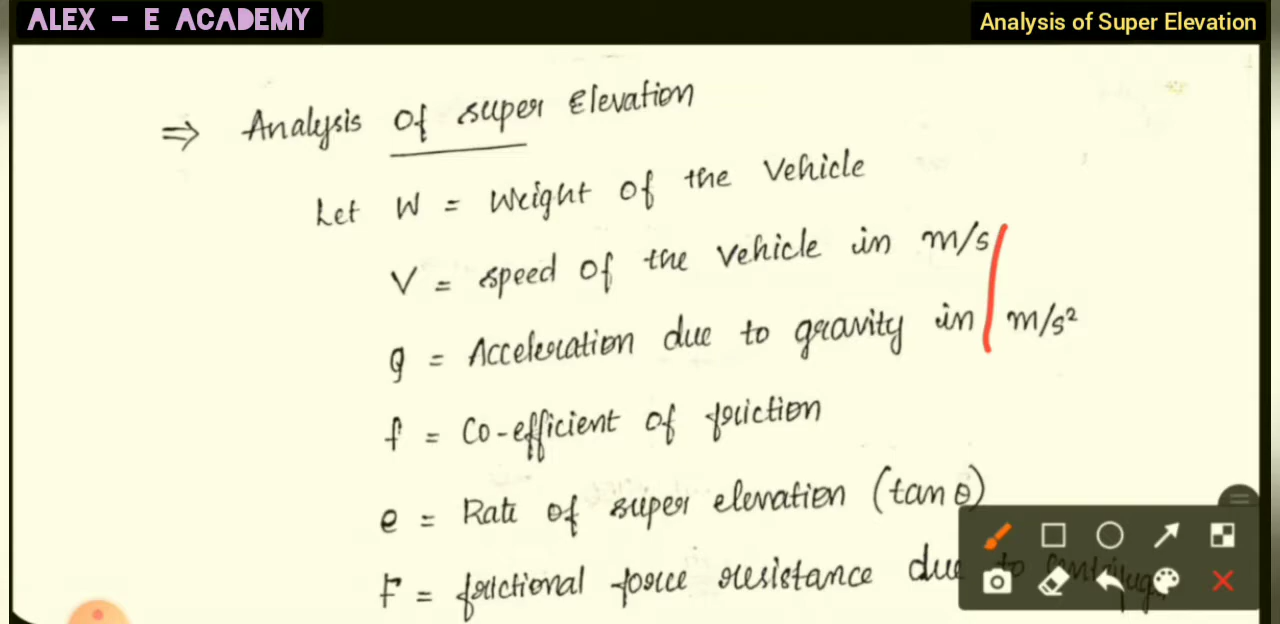 ALEX - E ACADEMY
Analysis of Super Elevation
⇒ Analysis of super Elevation
Let W = Weight of the Vehicle
V = speed of the vehicle in m/s
g = Acceleration due to gravity in m/s²
f = Co-efficient of friction
e = Rate of super elevation (tan θ)
F = frictional force resistance due to